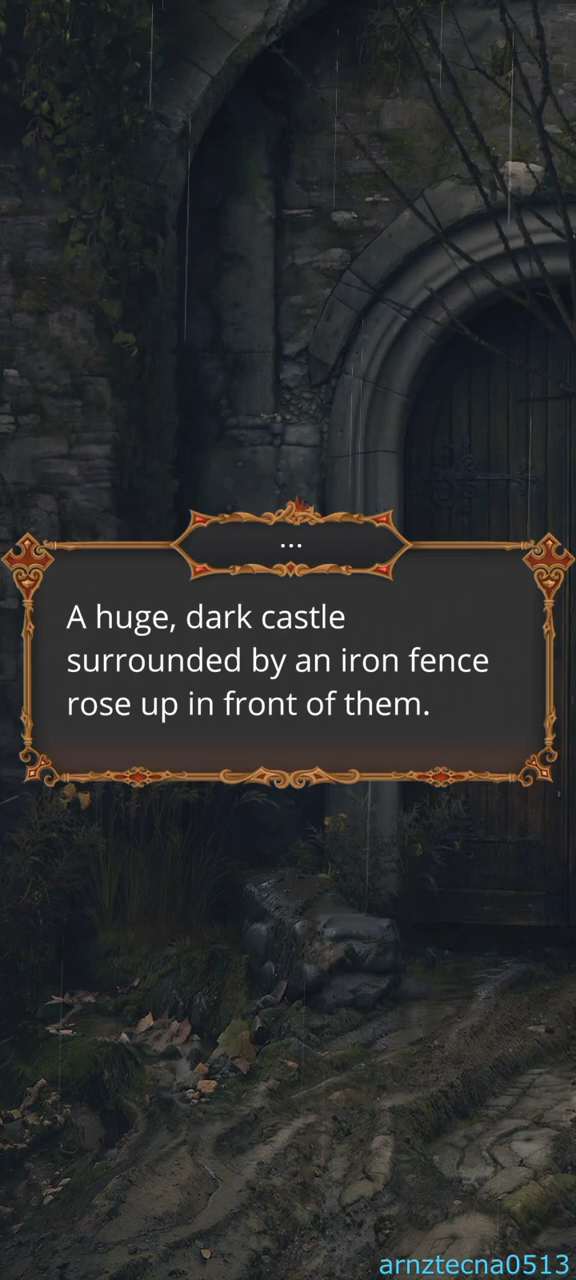 ...
A huge, dark castle
surrounded by an iron fence
rose up in front of them.
arnztecna0513